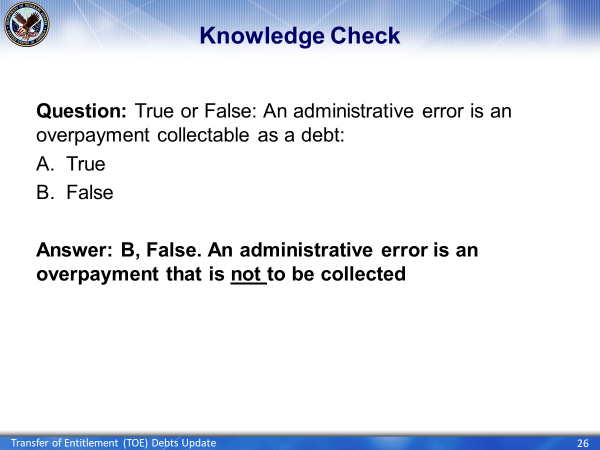 Knowledge Check
Question: True or False: An administrative error is an
overpayment collectable as a debt:
A. True
B. False
Answer: B, False. An administrative error is an
overpayment that is not to be collected
Transfer of Entitlement (TOE) Debts Update
26